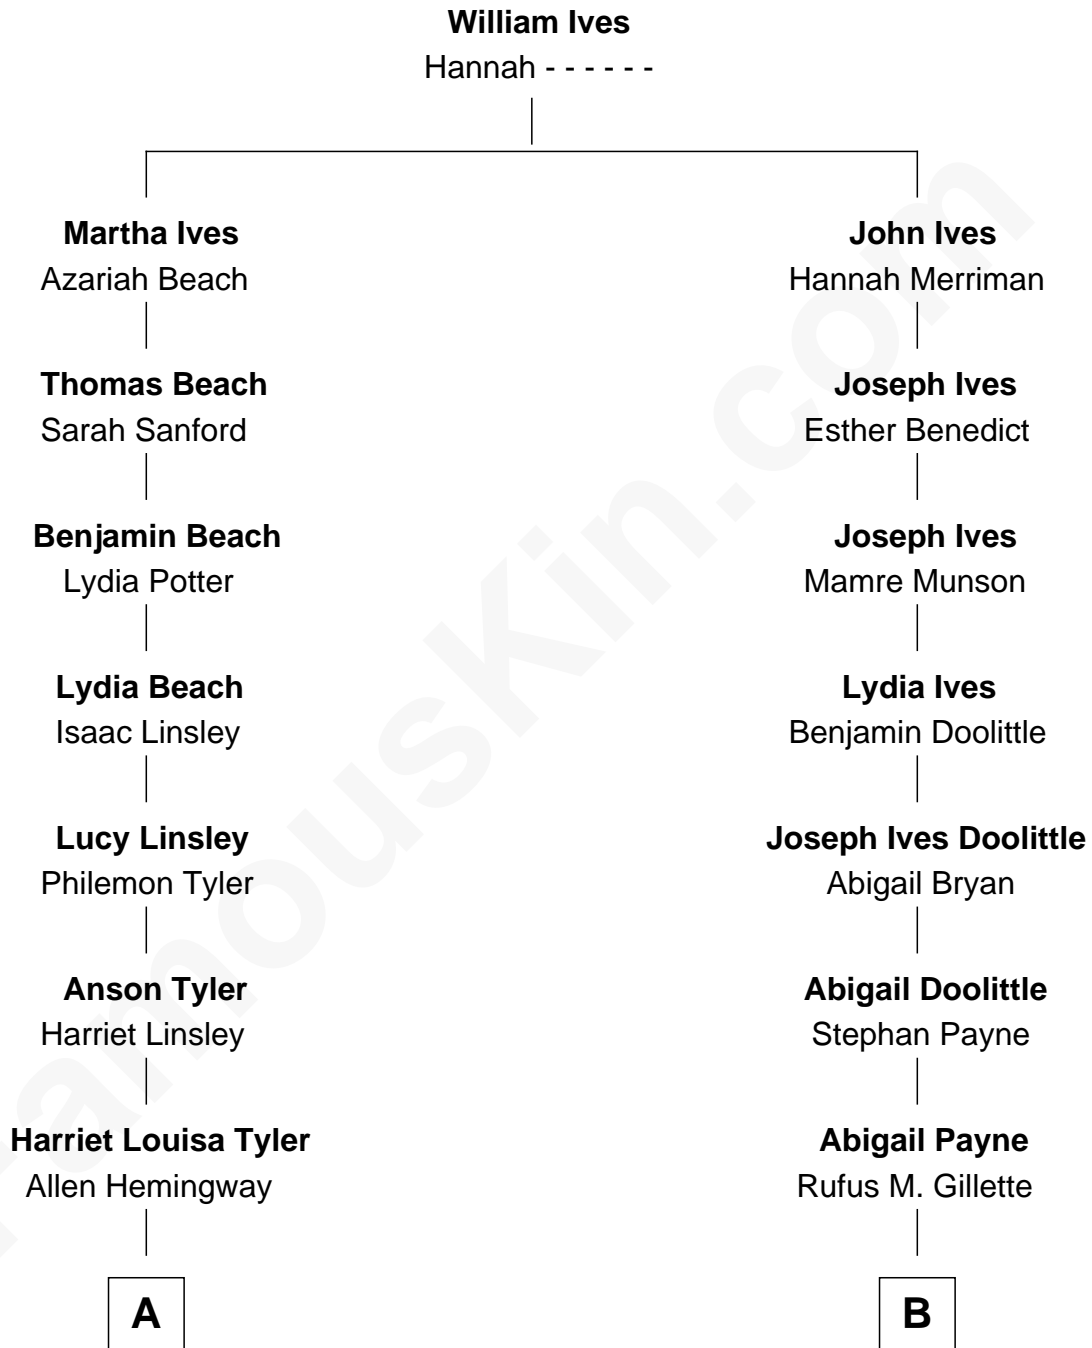 William Ives
Hannah - - - - - -
Martha Ives
Azariah Beach
John Ives
Hannah Merriman
Thomas Beach
Sarah Sanford
Joseph Ives
Esther Benedict
Benjamin Beach
Lydia Potter
Joseph Ives
Mamre Munson
Lydia Beach
Isaac Linsley
Lydia Ives
Benjamin Doolittle
Lucy Linsley
Philemon Tyler
Joseph Ives Doolittle
Abigail Bryan
Anson Tyler
Harriet Linsley
Abigail Doolittle
Stephan Payne
Harriet Louisa Tyler
Allen Hemingway
Abigail Payne
Rufus M. Gillette
A
B
FamousKin.com